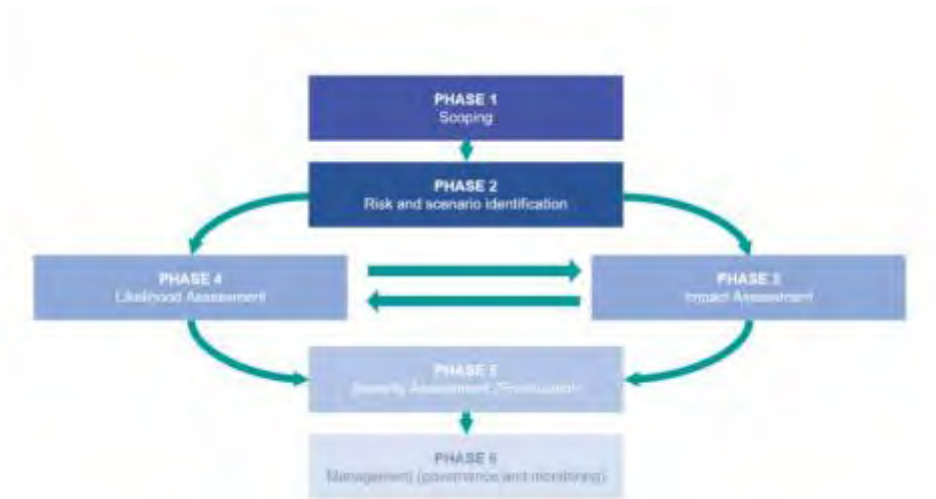 PHASE 1
Scoping
PHASE 2
Risk and scenario identification
PHASE 4
Likelihood Assessment
PHASE 3
Impact Assessment
PHASE 5
Severity Assessment
PHASE 6
Management (governance and monitoring)